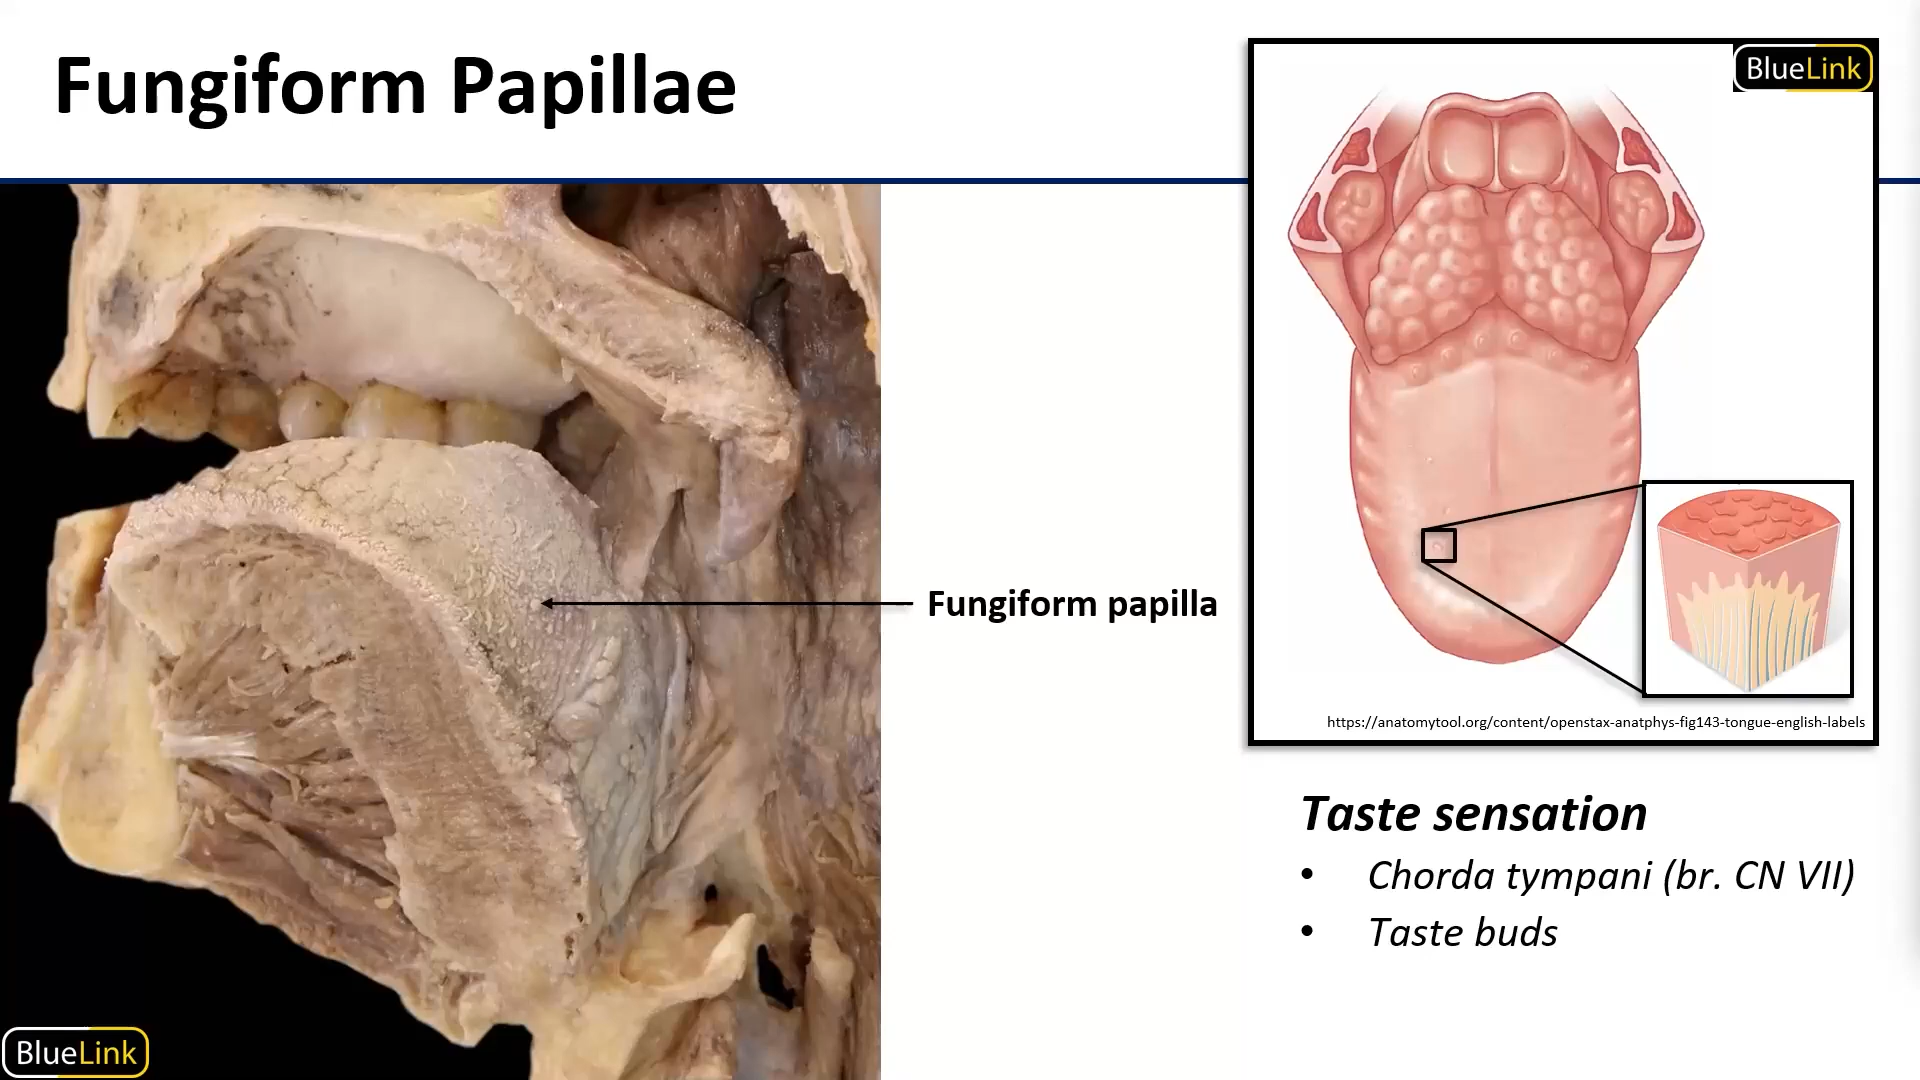 Fungiform Papillae
BlueLink
Fungiform papilla
https://anatomytool.org/content/openstax-anatphys-fig143-tongue-english-labels
Taste sensation
• Chorda tympani (br. CN VII)
• Taste buds
BlueLink